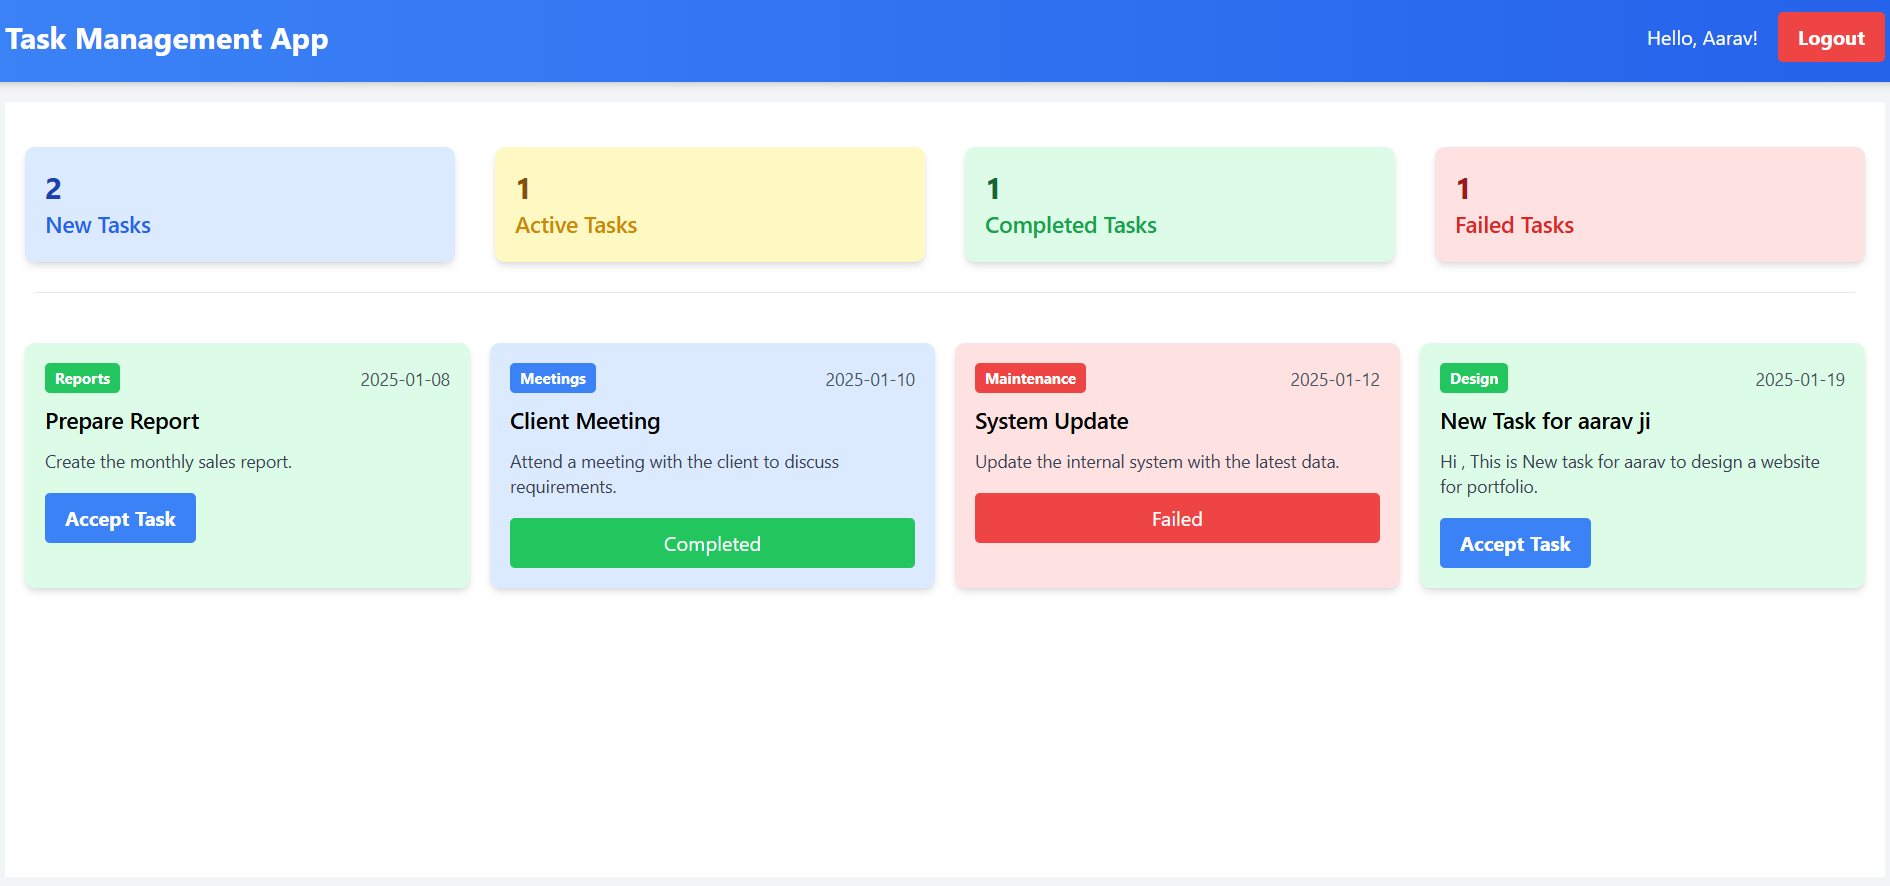 Task Management App
Hello, Aarav!
Logout
2
New Tasks
1
Active Tasks
1
Completed Tasks
1
Failed Tasks
Reports
2025-01-08
Prepare Report
Create the monthly sales report.
Accept Task
Meetings
2025-01-10
Client Meeting
Attend a meeting with the client to discuss
requirements.
Completed
Maintenance
2025-01-12
System Update
Update the internal system with the latest data.
Failed
Design
2025-01-19
New Task for aarav ji
Hi , This is New task for aarav to design a website
for portfolio.
Accept Task